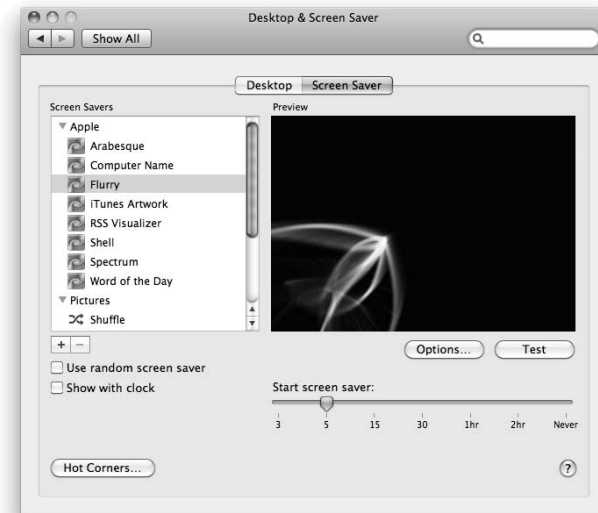 Desktop & Screen Saver
Show All
Desktop Screen Saver
Screen Savers
Apple
Arabesque
Computer Name
Flurry
iTunes Artwork
RSS Visualizer
Shell
Spectrum
Word of the Day
Pictures
Shuffle
+ −
Use random screen saver
Show with clock
Preview
Options... Test
Start screen saver:
3 5 15 30 1hr 2hr Never
Hot Corners... ?